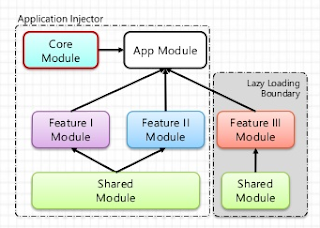 Application Injector
Core
Module
App Module
Lazy Loading
Boundary
Feature I
Module
Feature II
Module
Feature III
Module
Shared
Module
Shared
Module